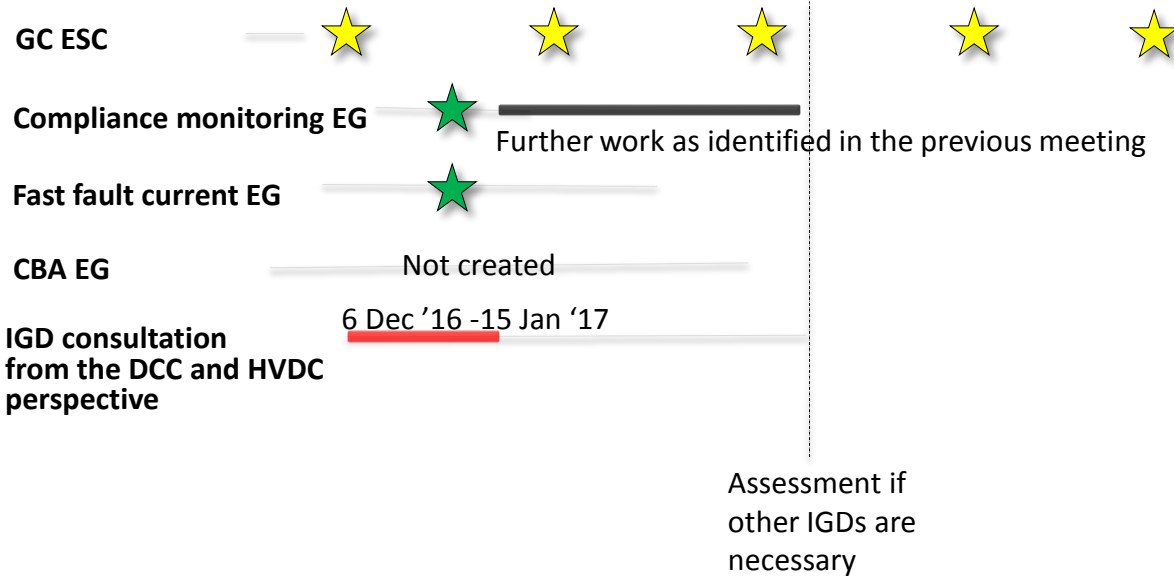 GC ESC
Compliance monitoring EG
Further work as identified in the previous meeting
Fast fault current EG
CBA EG
Not created
6 Dec ’16 -15 Jan ‘17
IGD consultation
from the DCC and HVDC
perspective
Assessment if
other IGDs are
necessary